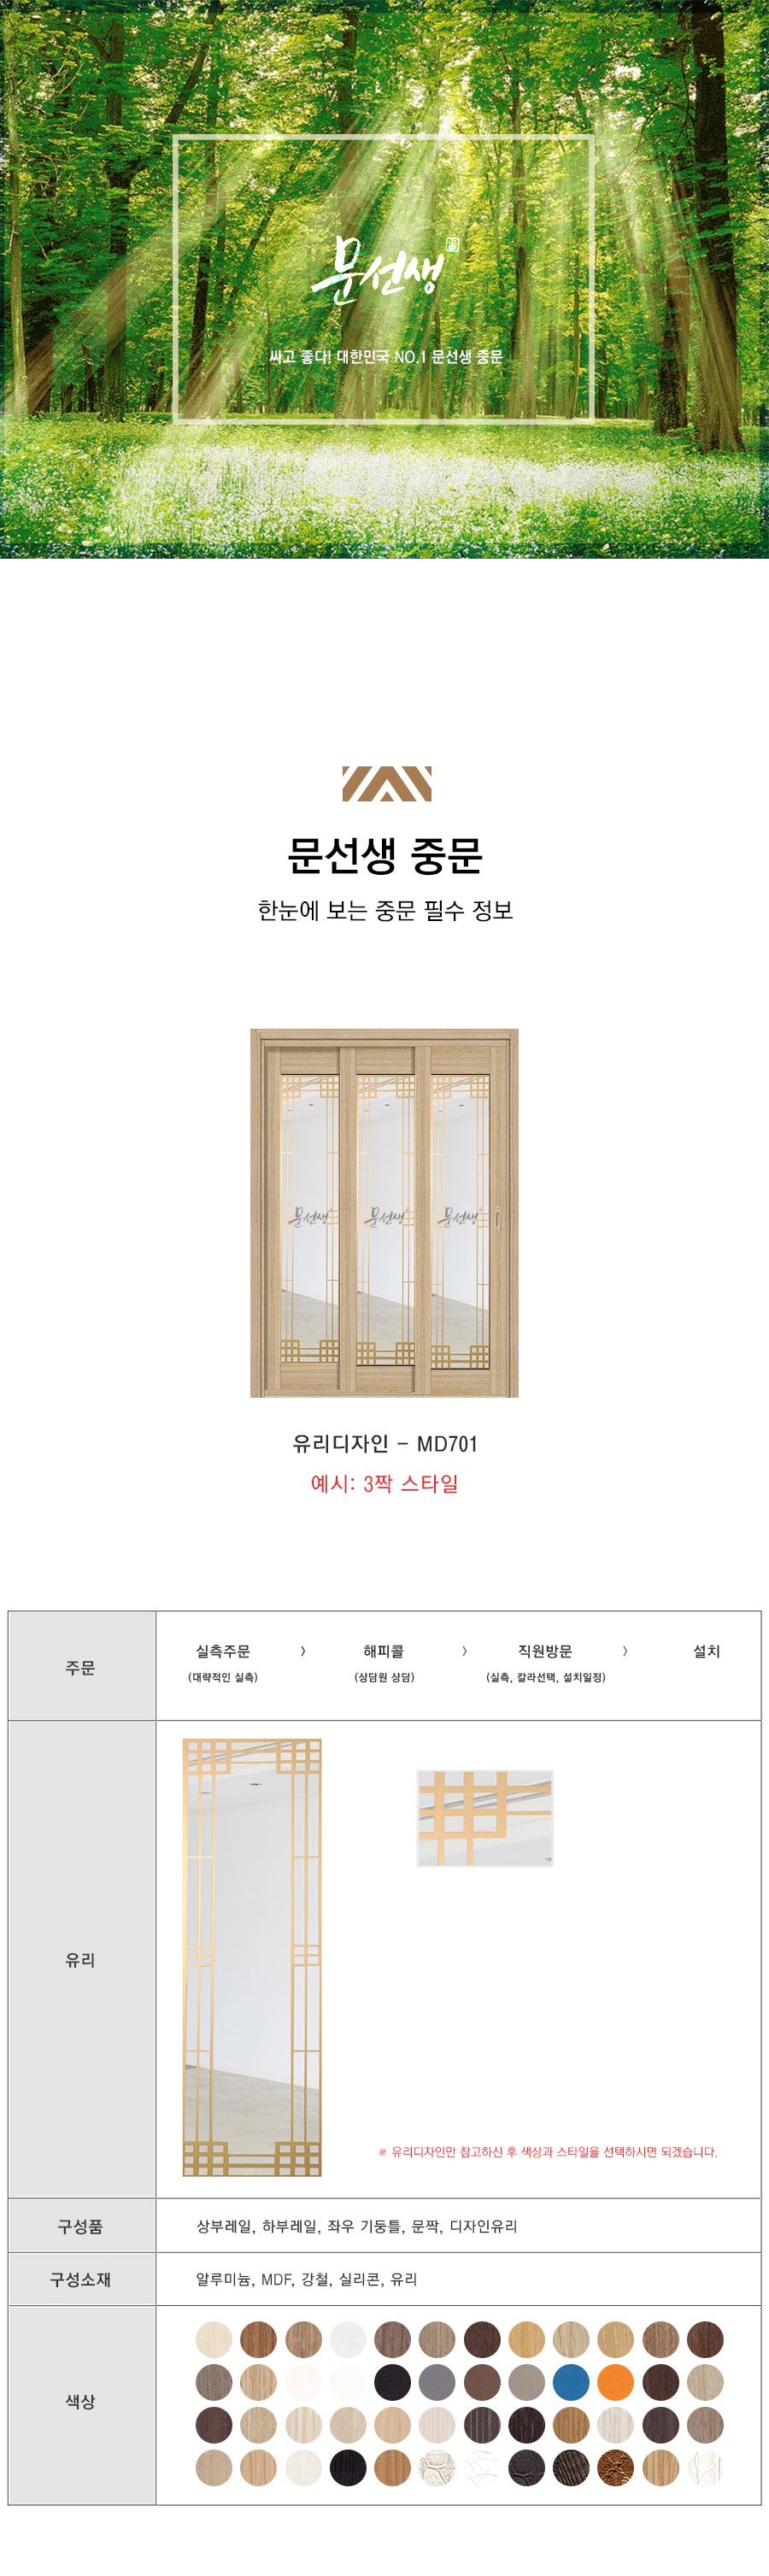 문선생
싸고 좋다! 대한민국 NO.1 문선생 중문
문선생 중문
한눈에 보는 중문 필수 정보
문선생 문선생 문선생
유리디자인 - MD701
예시: 3짝 스타일
주문
실측주문 > 해피콜 > 직원방문 > 설치
(대략적인 실측) (상담원 상담) (실측, 칼라선택, 설치일정)
유리
※ 유리디자인만 참고하신 후 색상과 스타일을 선택하시면 되겠습니다.
구성품
상부레일, 하부레일, 좌우 기둥틀, 문짝, 디자인유리
구성소재
알루미늄, MDF, 강철, 실리콘, 유리
색상